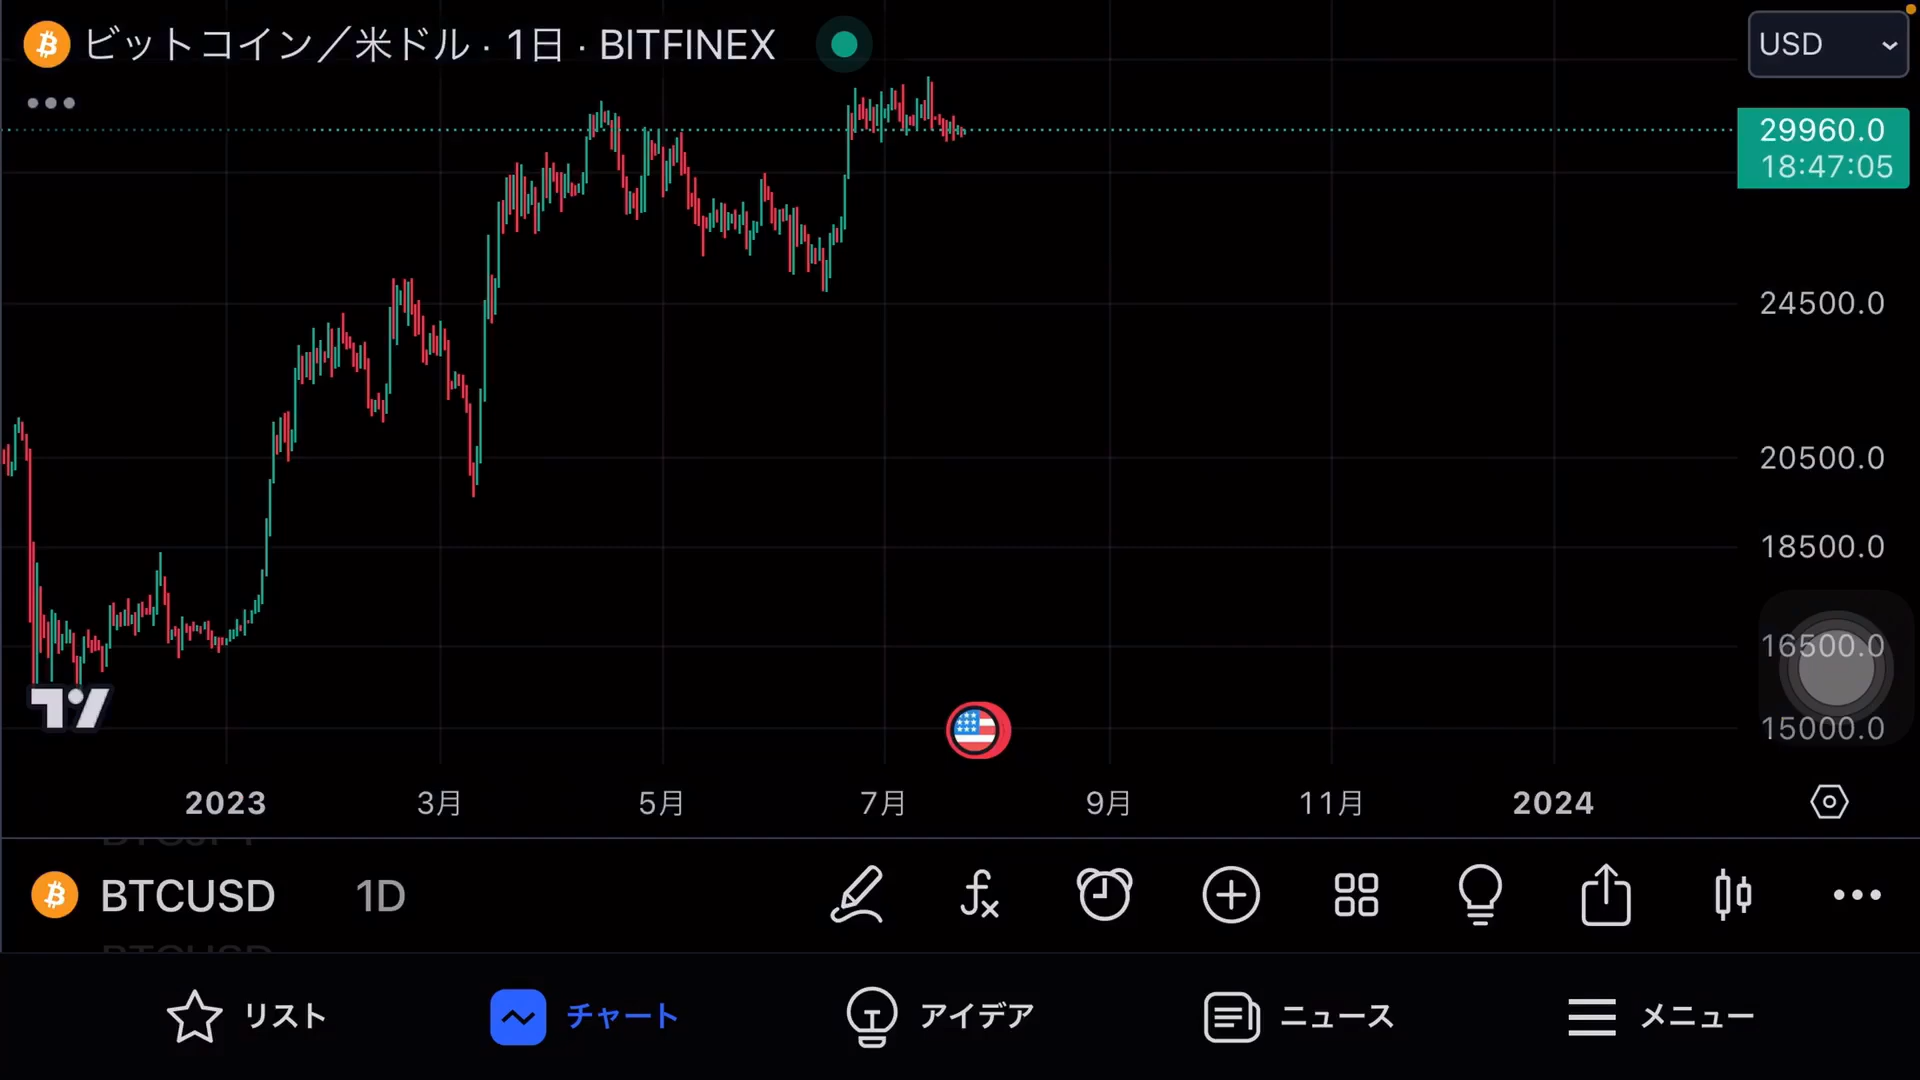 ビットコイン／米ドル · 1日 · BITFINEX
USD
29960.0
18:47:05
24500.0
20500.0
18500.0
16500.0
15000.0
2023 3月 5月 7月 9月 11月 2024
BTCUSD 1D
リスト チャート アイデア ニュース メニュー